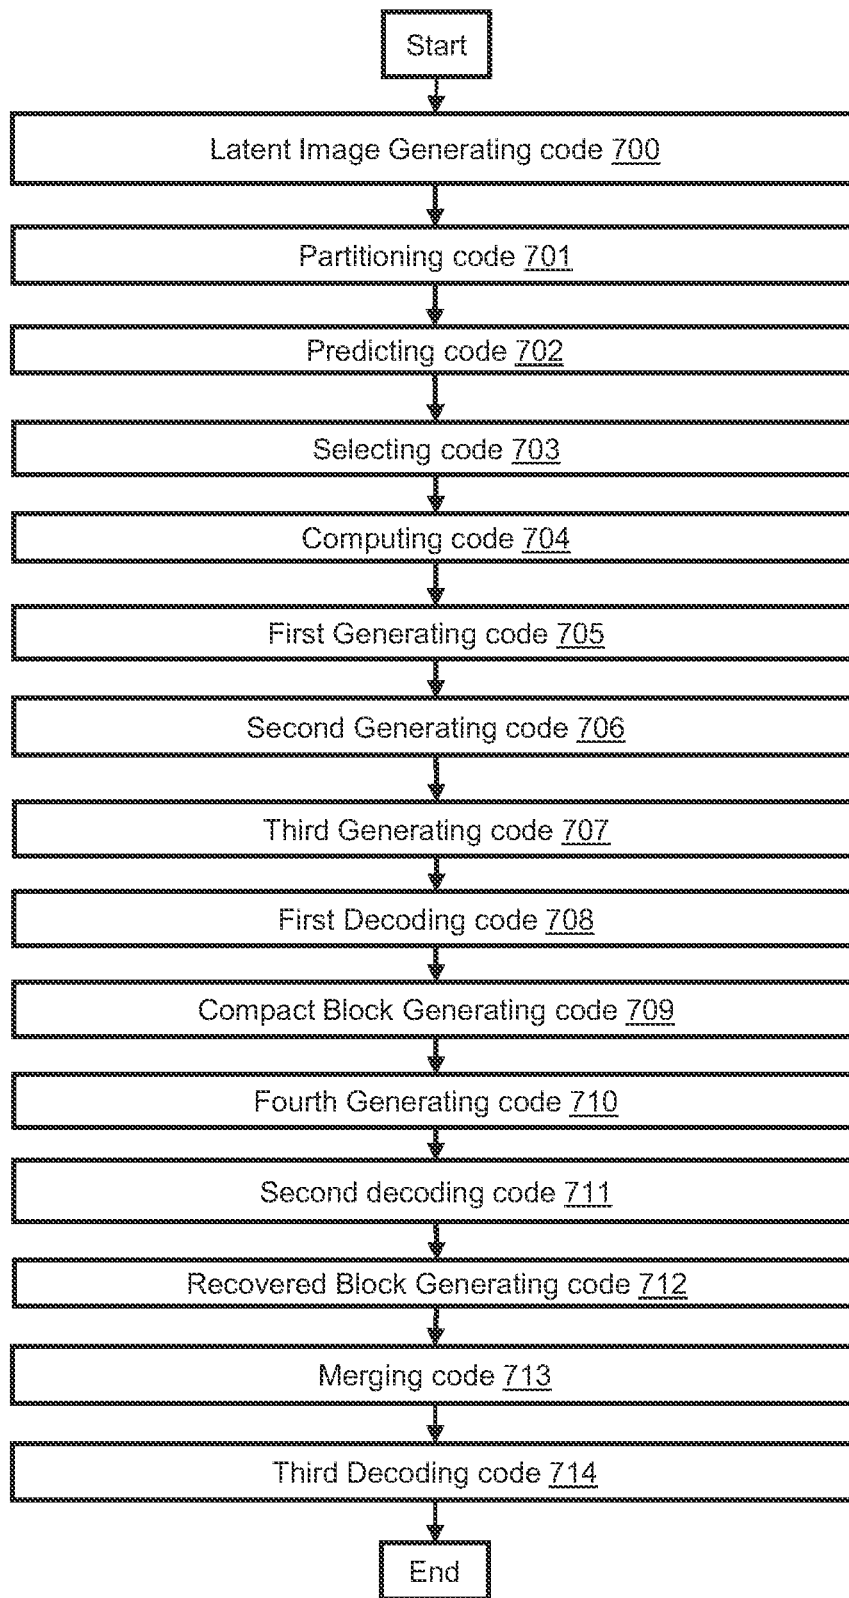 Start
Latent Image Generating code 700
Partitioning code 701
Predicting code 702
Selecting code 703
Computing code 704
First Generating code 705
Second Generating code 706
Third Generating code 707
First Decoding code 708
Compact Block Generating code 709
Fourth Generating code 710
Second decoding code 711
Recovered Block Generating code 712
Merging code 713
Third Decoding code 714
End